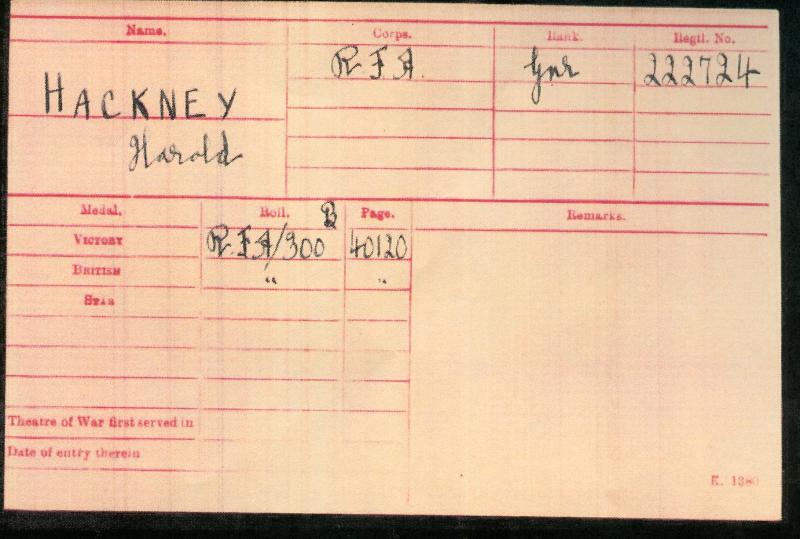 Name. Corps. Rank. Regtl. No.
R F A. Gnr 222724
HACKNEY
Harold
Medal. Roll. B Page. Remarks.
VICTORY R.F.A/300 40120
BRITISH " "
STAR
Theatre of War first served in
Date of entry therein
K. 1380